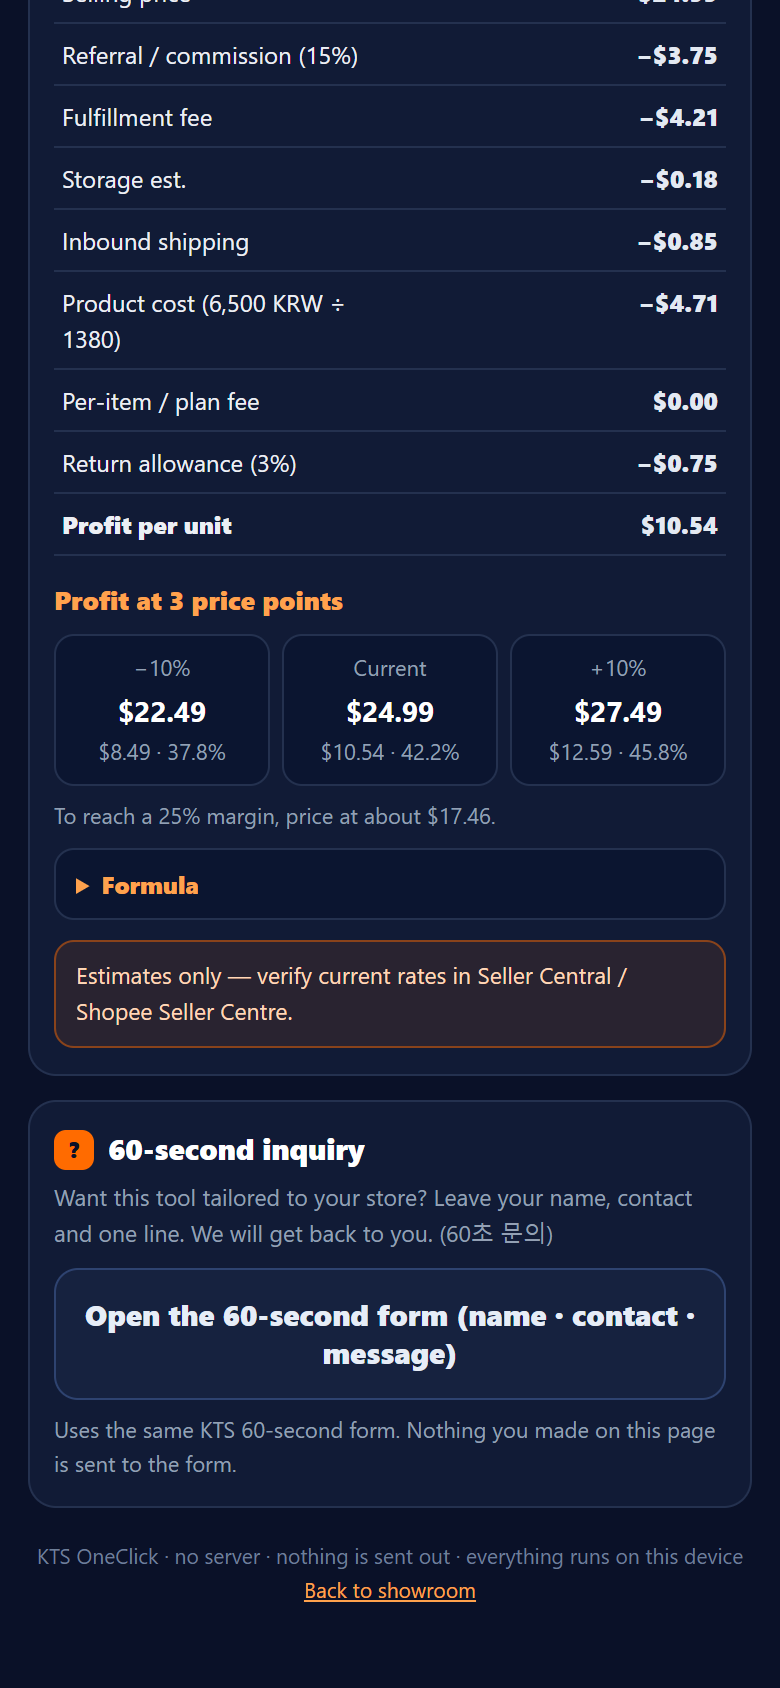 Referral / commission (15%)
−$3.75
Fulfillment fee
−$4.21
Storage est.
−$0.18
Inbound shipping
−$0.85
Product cost (6,500 KRW ÷
1380)
−$4.71
Per-item / plan fee
$0.00
Return allowance (3%)
−$0.75
Profit per unit
$10.54
Profit at 3 price points
−10%
$22.49
$8.49 · 37.8%
Current
$24.99
$10.54 · 42.2%
+10%
$27.49
$12.59 · 45.8%
To reach a 25% margin, price at about $17.46.
▶ Formula
Estimates only — verify current rates in Seller Central /
Shopee Seller Centre.
? 60-second inquiry
Want this tool tailored to your store? Leave your name, contact
and one line. We will get back to you. (60초 문의)
Open the 60-second form (name · contact ·
message)
Uses the same KTS 60-second form. Nothing you made on this page
is sent to the form.
KTS OneClick · no server · nothing is sent out · everything runs on this device
Back to showroom